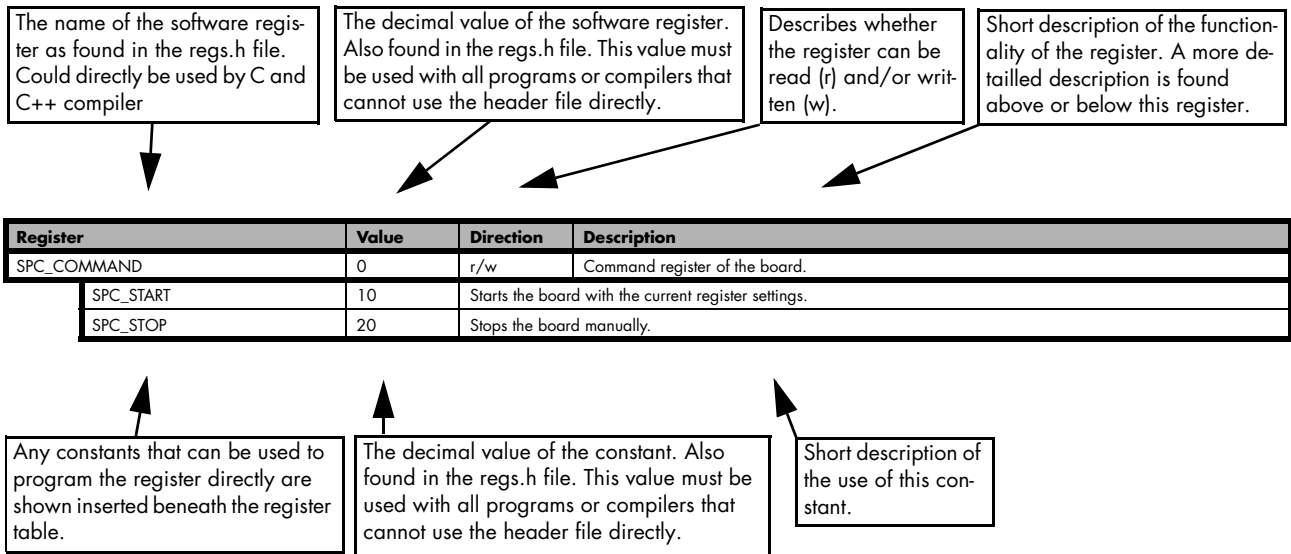 The name of the software regis-
ter as found in the regs.h file.
Could directly be used by C and
C++ compiler
The decimal value of the software register.
Also found in the regs.h file. This value must
be used with all programs or compilers that
cannot use the header file directly.
Describes whether
the register can be
read (r) and/or writ-
ten (w).
Short description of the function-
ality of the register. A more de-
tailled description is found
above or below this register.
Register Value Direction Description
SPC_COMMAND 0 r/w Command register of the board.
SPC_START 10 Starts the board with the current register settings.
SPC_STOP 20 Stops the board manually.
Any constants that can be used to
program the register directly are
shown inserted beneath the register
table.
The decimal value of the constant. Also
found in the regs.h file. This value must be
used with all programs or compilers that
cannot use the header file directly.
Short description of
the use of this con-
stant.